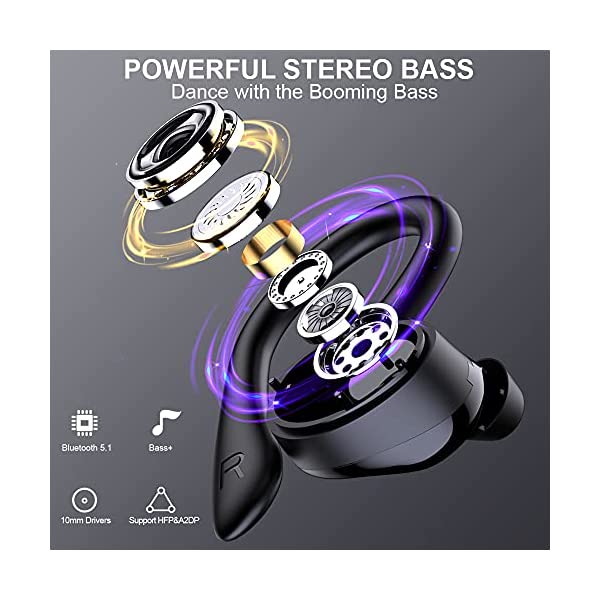 POWERFUL STEREO BASS
Dance with the Booming Bass
Bluetooth 5.1
Bass+
10mm Drivers
Support HFP&A2DP
R